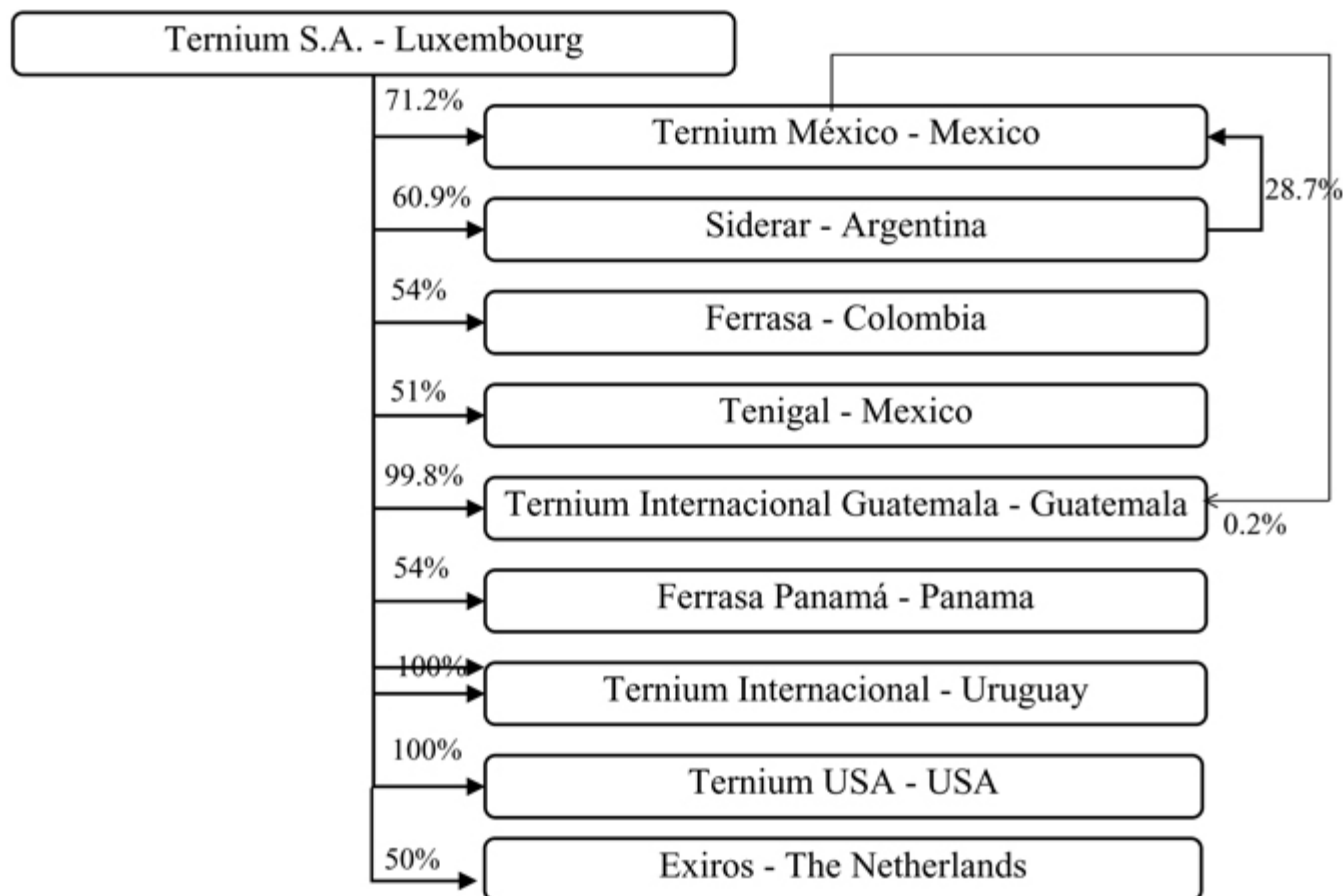 Ternium S.A. - Luxembourg
71.2%
Ternium México - Mexico
28.7%
60.9%
Siderar - Argentina
54%
Ferrasa - Colombia
51%
Tenigal - Mexico
99.8%
Ternium Internacional Guatemala - Guatemala
0.2%
54%
Ferrasa Panamá - Panama
100%
Ternium Internacional - Uruguay
100%
Ternium USA - USA
50%
Exiros - The Netherlands